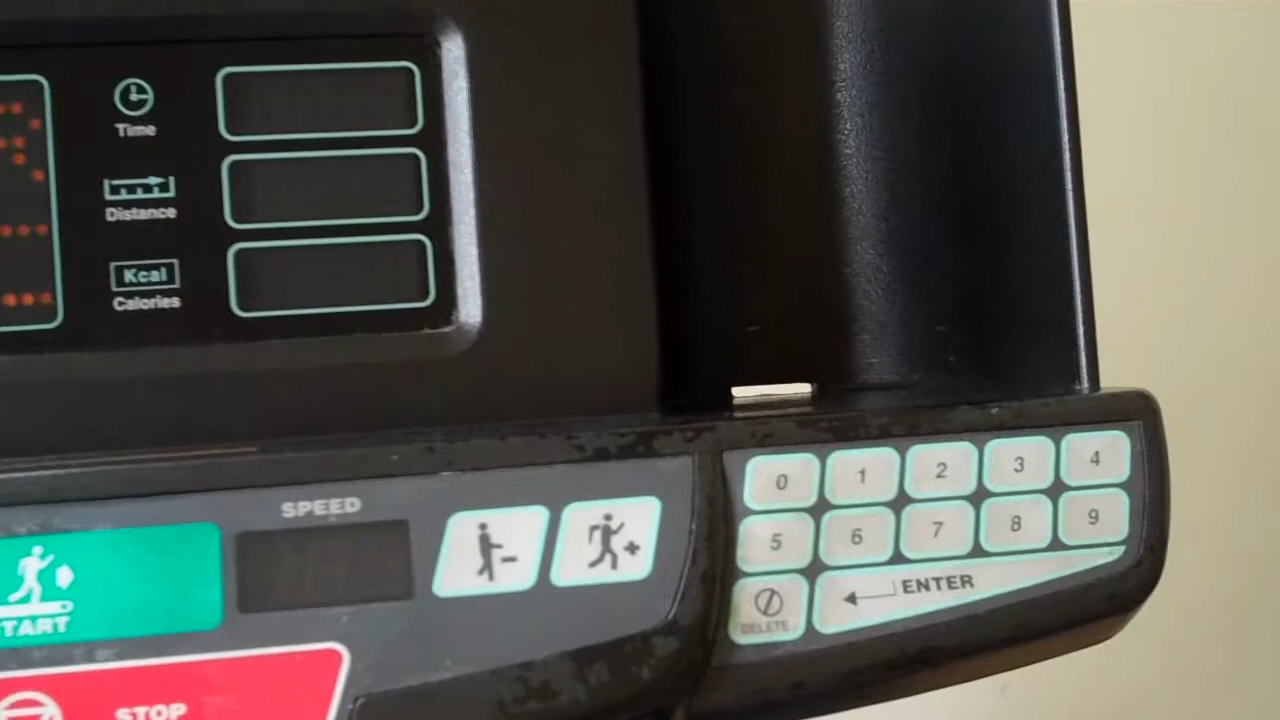 Time
Distance
Kcal
Calories
SPEED
START
STOP
0 1 2 3 4
5 6 7 8 9
DELETE
ENTER